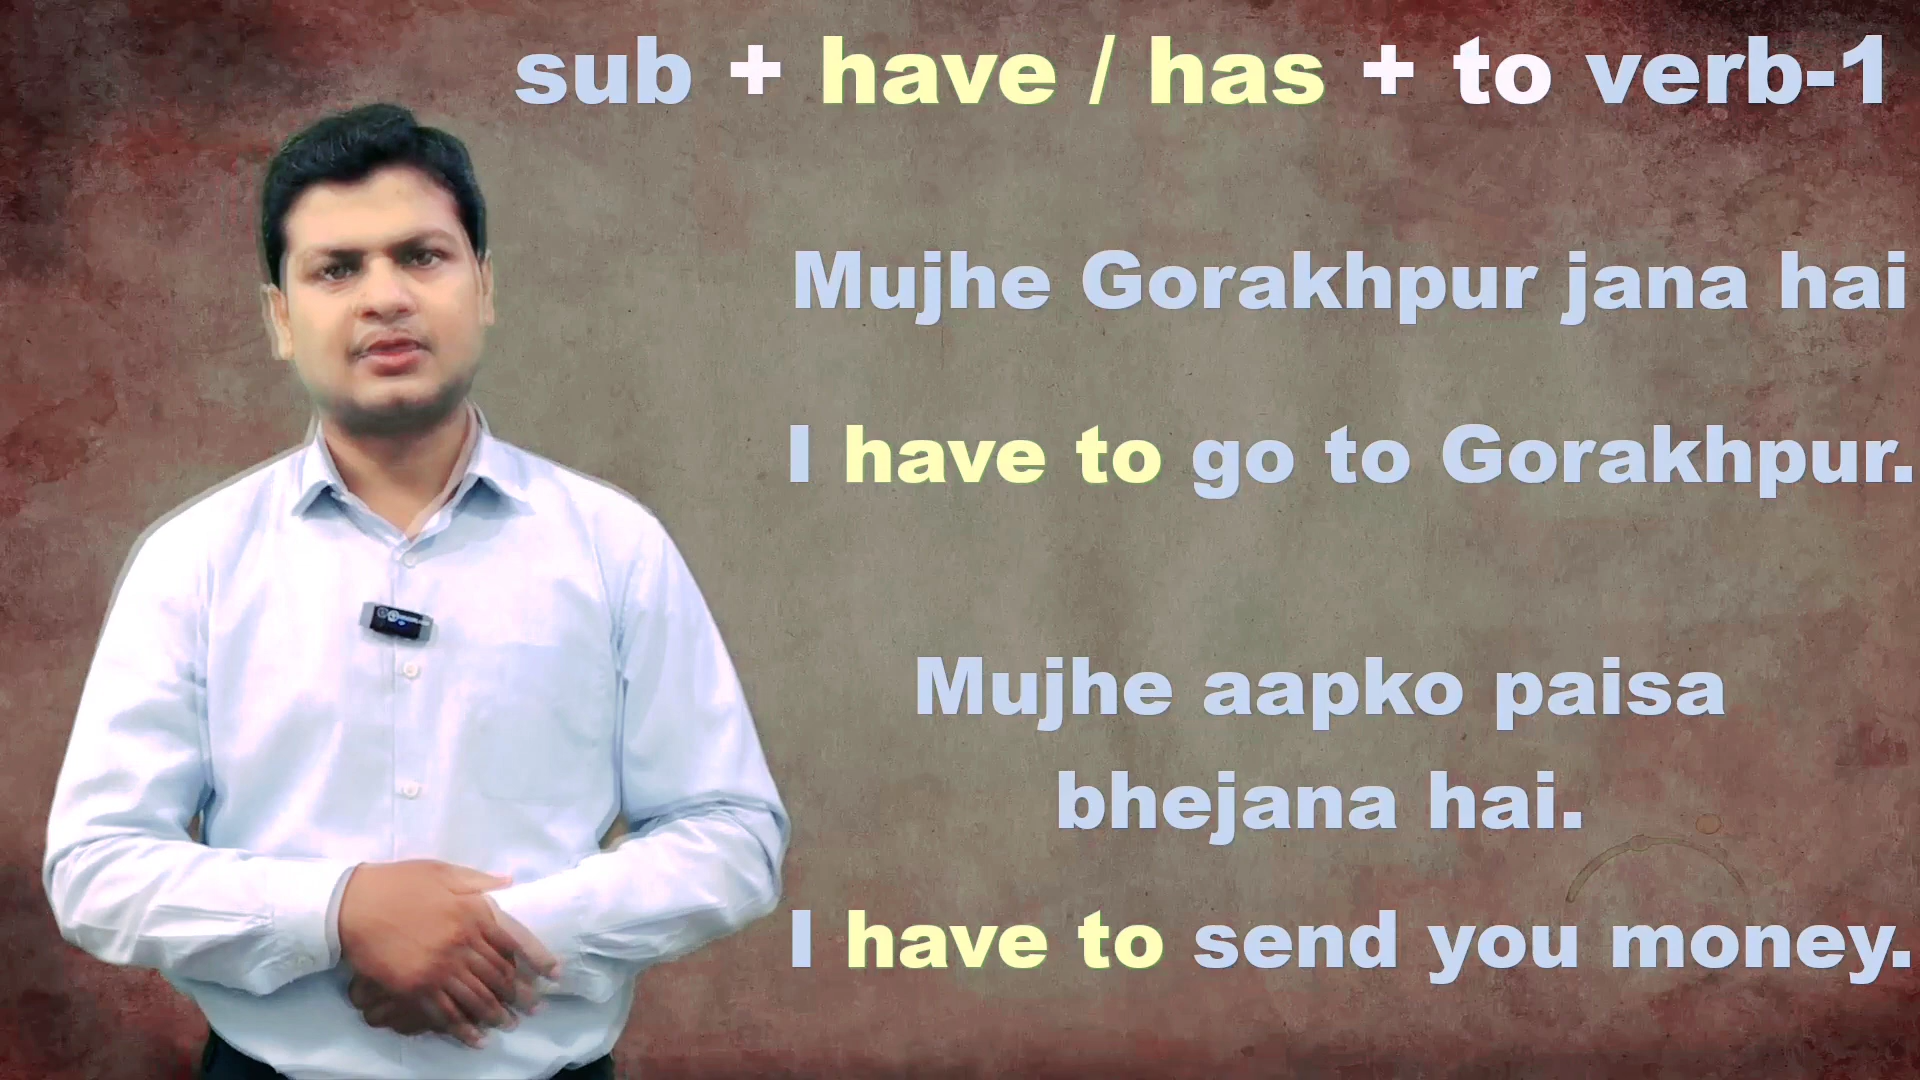 sub + have / has + to verb-1
Mujhe Gorakhpur jana hai
I have to go to Gorakhpur.
Mujhe aapko paisa
bhejana hai.
I have to send you money.